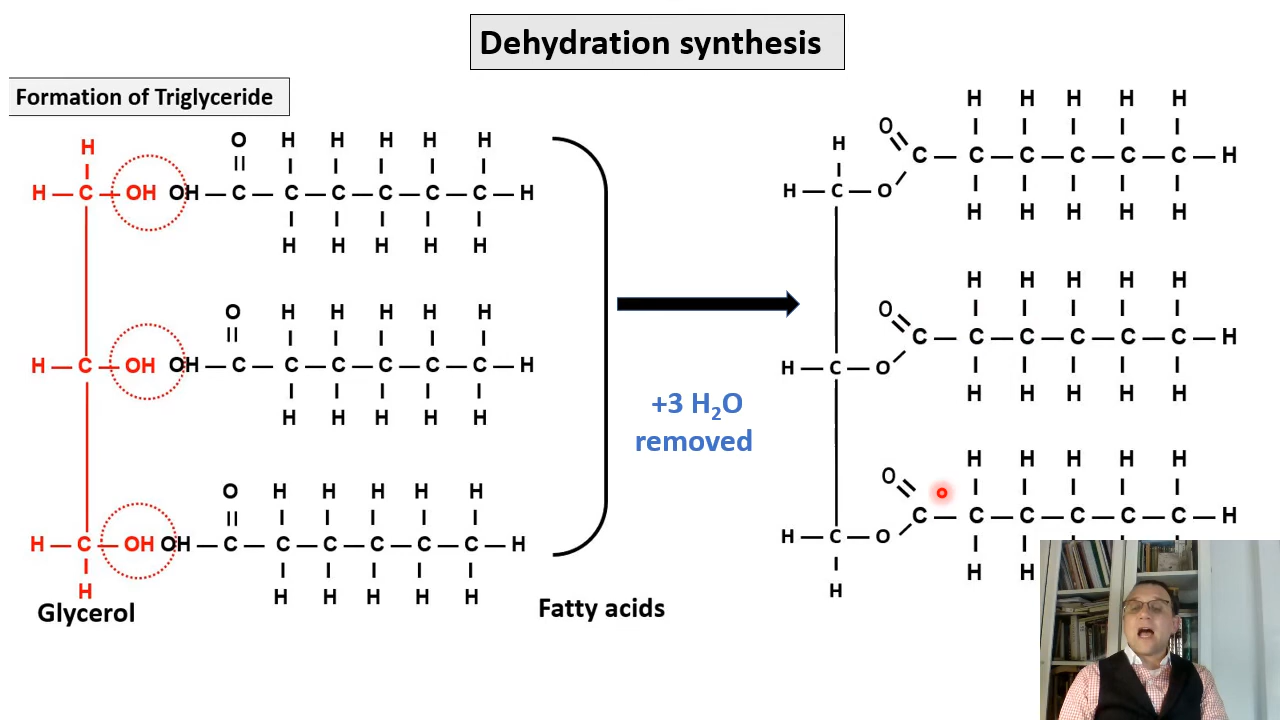 Dehydration synthesis
Formation of Triglyceride
H O H H H H H
H — C — OH OH — C — C — C — C — C — C — H
H H H H H
O H H H H H
H — C — OH OH — C — C — C — C — C — C — H
H H H H H
O H H H H H
H — C — OH OH — C — C — C — C — C — C — H
H H H H H H
Glycerol
Fatty acids
+3 H₂O
removed
H H H H H
O
H C — C — C — C — C — C — H
H — C — O
H H H H H
H H H H H
O
C — C — C — C — C — C — H
H — C — O
H H H H H
H H H H H
O
C — C — C — C — C — C — H
H — C — O
H H
H